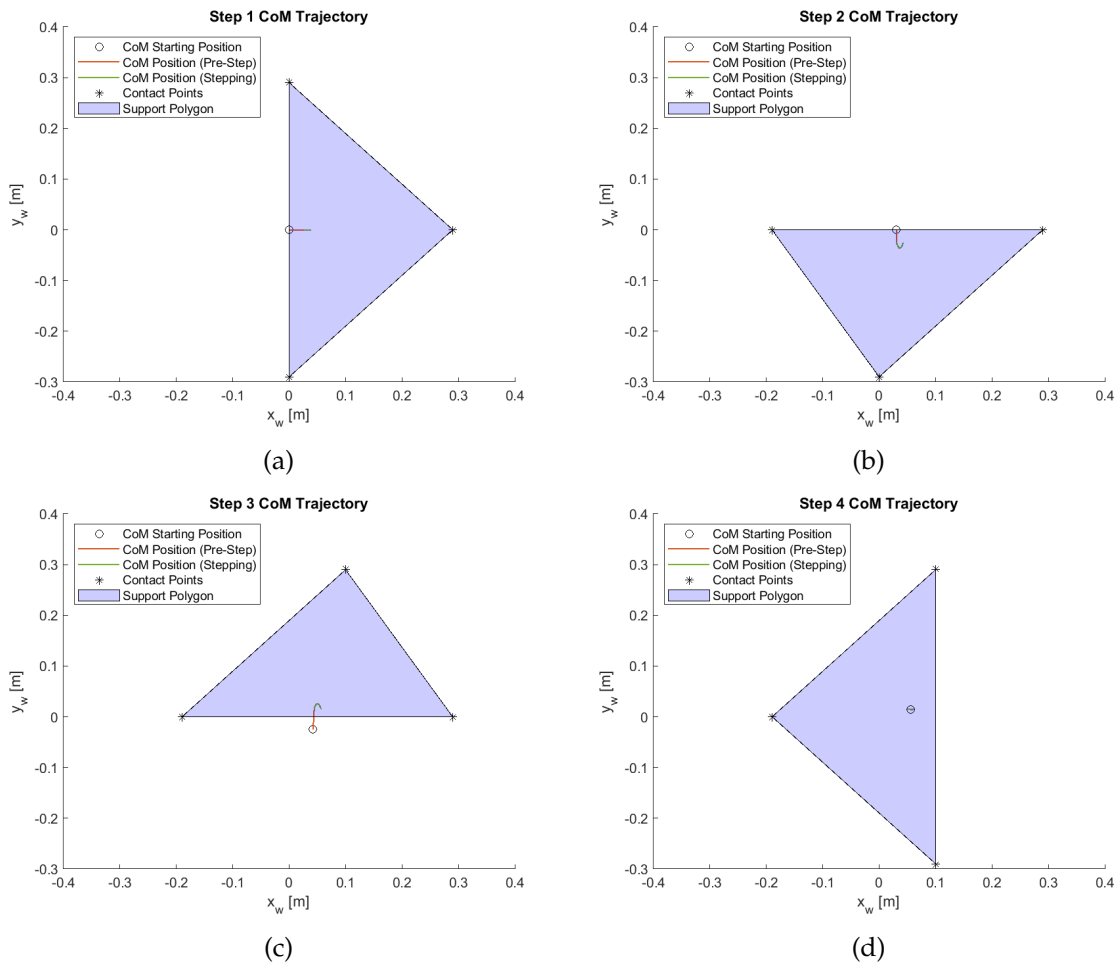 Step 1 CoM Trajectory
0.4
0.3
0.2
0.1
0
-0.1
-0.2
-0.3
y_w [m]
CoM Starting Position
CoM Position (Pre-Step)
CoM Position (Stepping)
Contact Points
Support Polygon
-0.4 -0.3 -0.2 -0.1 0 0.1 0.2 0.3 0.4
x_w [m]
(a)
Step 2 CoM Trajectory
0.4
0.3
0.2
0.1
0
-0.1
-0.2
-0.3
y_w [m]
CoM Starting Position
CoM Position (Pre-Step)
CoM Position (Stepping)
Contact Points
Support Polygon
-0.4 -0.3 -0.2 -0.1 0 0.1 0.2 0.3 0.4
x_w [m]
(b)
Step 3 CoM Trajectory
0.4
0.3
0.2
0.1
0
-0.1
-0.2
-0.3
y_w [m]
CoM Starting Position
CoM Position (Pre-Step)
CoM Position (Stepping)
Contact Points
Support Polygon
-0.4 -0.3 -0.2 -0.1 0 0.1 0.2 0.3 0.4
x_w [m]
(c)
Step 4 CoM Trajectory
0.4
0.3
0.2
0.1
0
-0.1
-0.2
-0.3
y_w [m]
CoM Starting Position
CoM Position (Pre-Step)
CoM Position (Stepping)
Contact Points
Support Polygon
-0.4 -0.3 -0.2 -0.1 0 0.1 0.2 0.3 0.4
x_w [m]
(d)